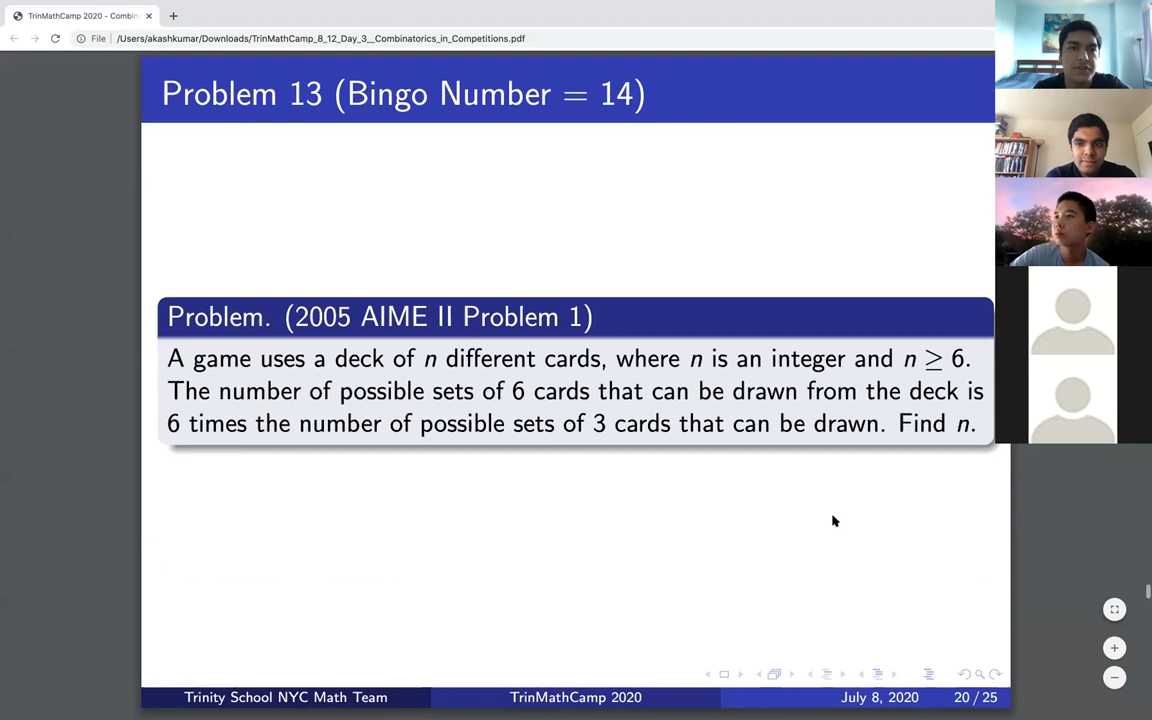 TrinMathCamp 2020 - Combin
File /Users/akashkumar/Downloads/TrinMathCamp_8_12_Day_3__Combinatorics_in_Competitions.pdf
Problem 13 (Bingo Number = 14)
Problem. (2005 AIME II Problem 1)
A game uses a deck of n different cards, where n is an integer and n ≥ 6.
The number of possible sets of 6 cards that can be drawn from the deck is
6 times the number of possible sets of 3 cards that can be drawn. Find n.
Trinity School NYC Math Team TrinMathCamp 2020 July 8, 2020 20 / 25